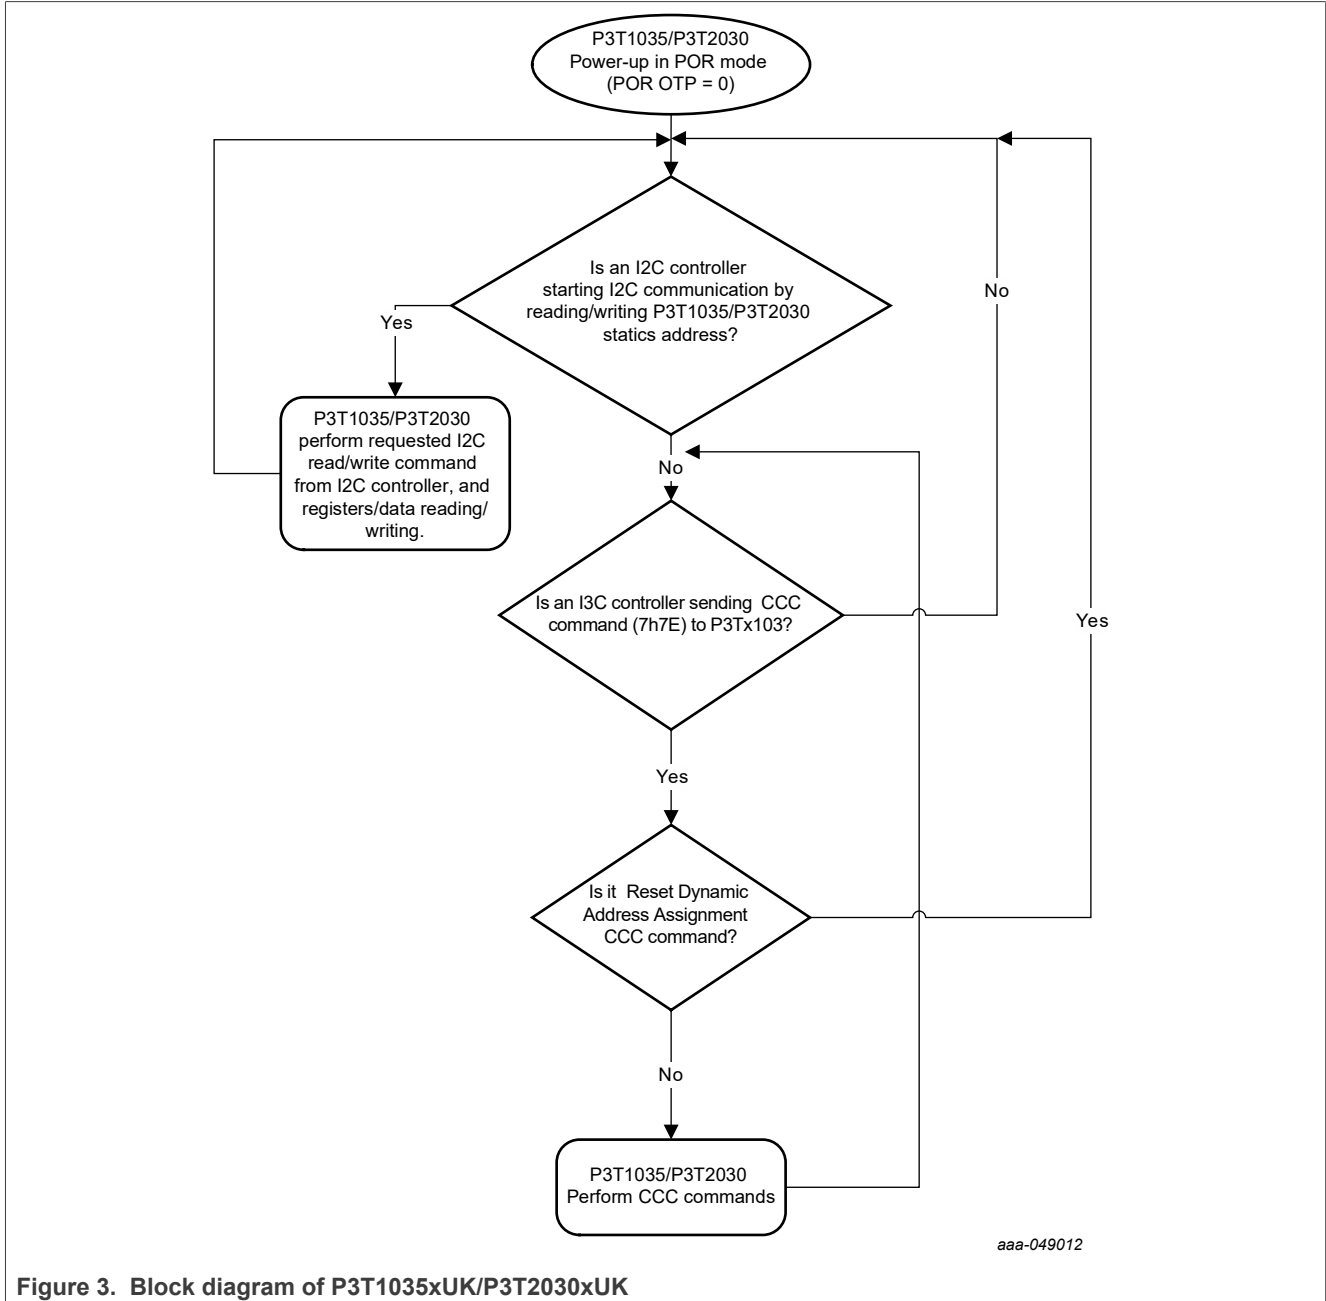 P3T1035/P3T2030
Power-up in POR mode
(POR OTP = 0)
Is an I2C controller
starting I2C communication by
reading/writing P3T1035/P3T2030
statics address?
No
Yes
P3T1035/P3T2030
perform requested I2C
read/write command
from I2C controller, and
registers/data reading/
writing.
No
Is an I3C controller sending CCC
command (7h7E) to P3Tx103?
Yes
Yes
Is it Reset Dynamic
Address Assignment
CCC command?
No
P3T1035/P3T2030
Perform CCC commands
aaa-049012
Figure 3. Block diagram of P3T1035xUK/P3T2030xUK